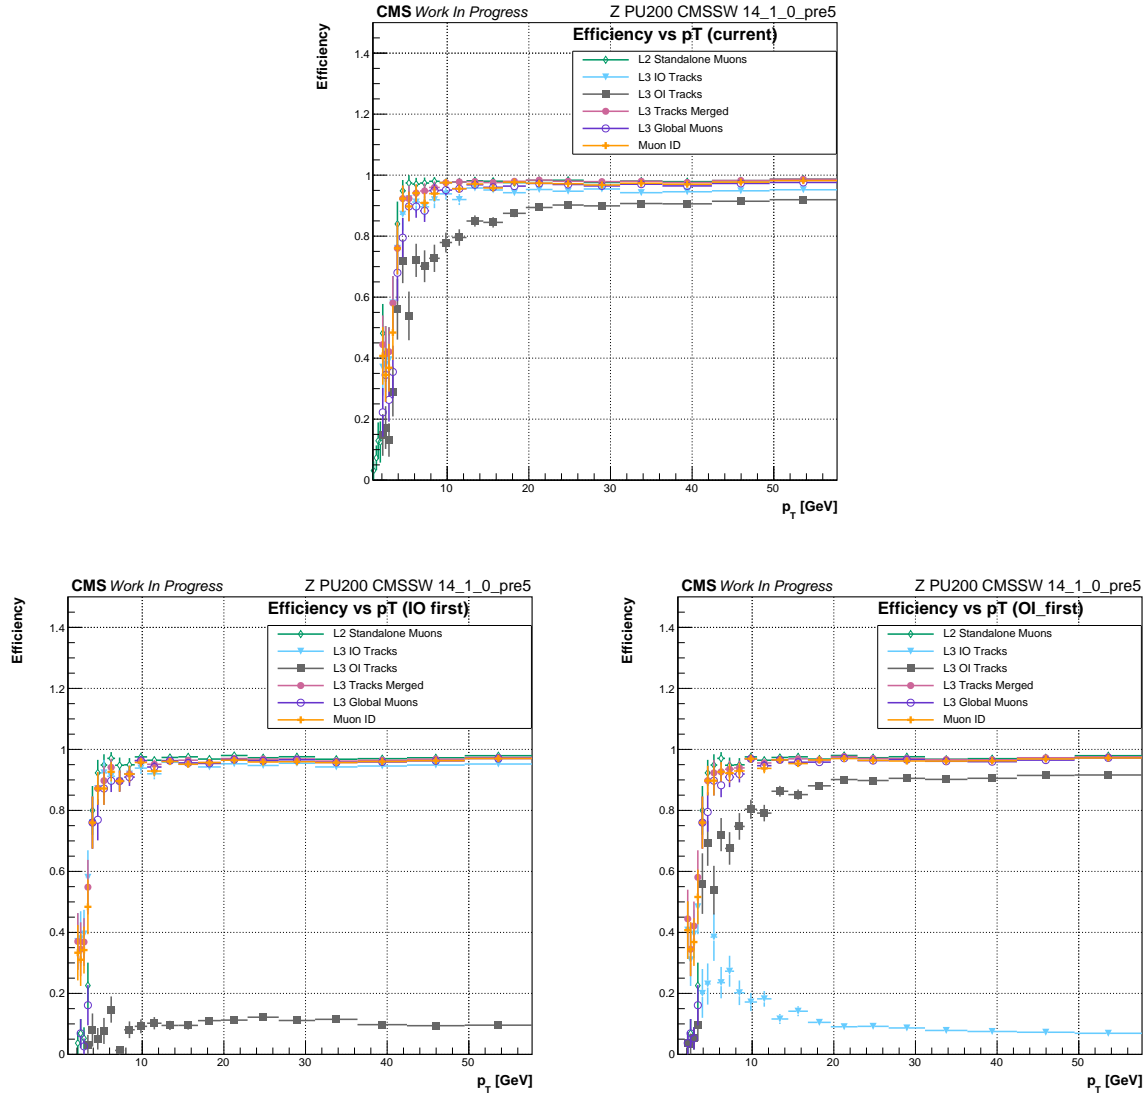 CMS Work In Progress Z PU200 CMSSW 14_1_0_pre5
Efficiency vs pT (current)
L2 Standalone Muons
L3 IO Tracks
L3 OI Tracks
L3 Tracks Merged
L3 Global Muons
Muon ID
Efficiency
1.4
1.2
1
0.8
0.6
0.4
0.2
0
10 20 30 40 50
p_T [GeV]
CMS Work In Progress Z PU200 CMSSW 14_1_0_pre5
Efficiency vs pT (IO first)
L2 Standalone Muons
L3 IO Tracks
L3 OI Tracks
L3 Tracks Merged
L3 Global Muons
Muon ID
Efficiency
1.4
1.2
1
0.8
0.6
0.4
0.2
0
10 20 30 40 50
p_T [GeV]
CMS Work In Progress Z PU200 CMSSW 14_1_0_pre5
Efficiency vs pT (OI_first)
L2 Standalone Muons
L3 IO Tracks
L3 OI Tracks
L3 Tracks Merged
L3 Global Muons
Muon ID
Efficiency
1.4
1.2
1
0.8
0.6
0.4
0.2
0
10 20 30 40 50
p_T [GeV]